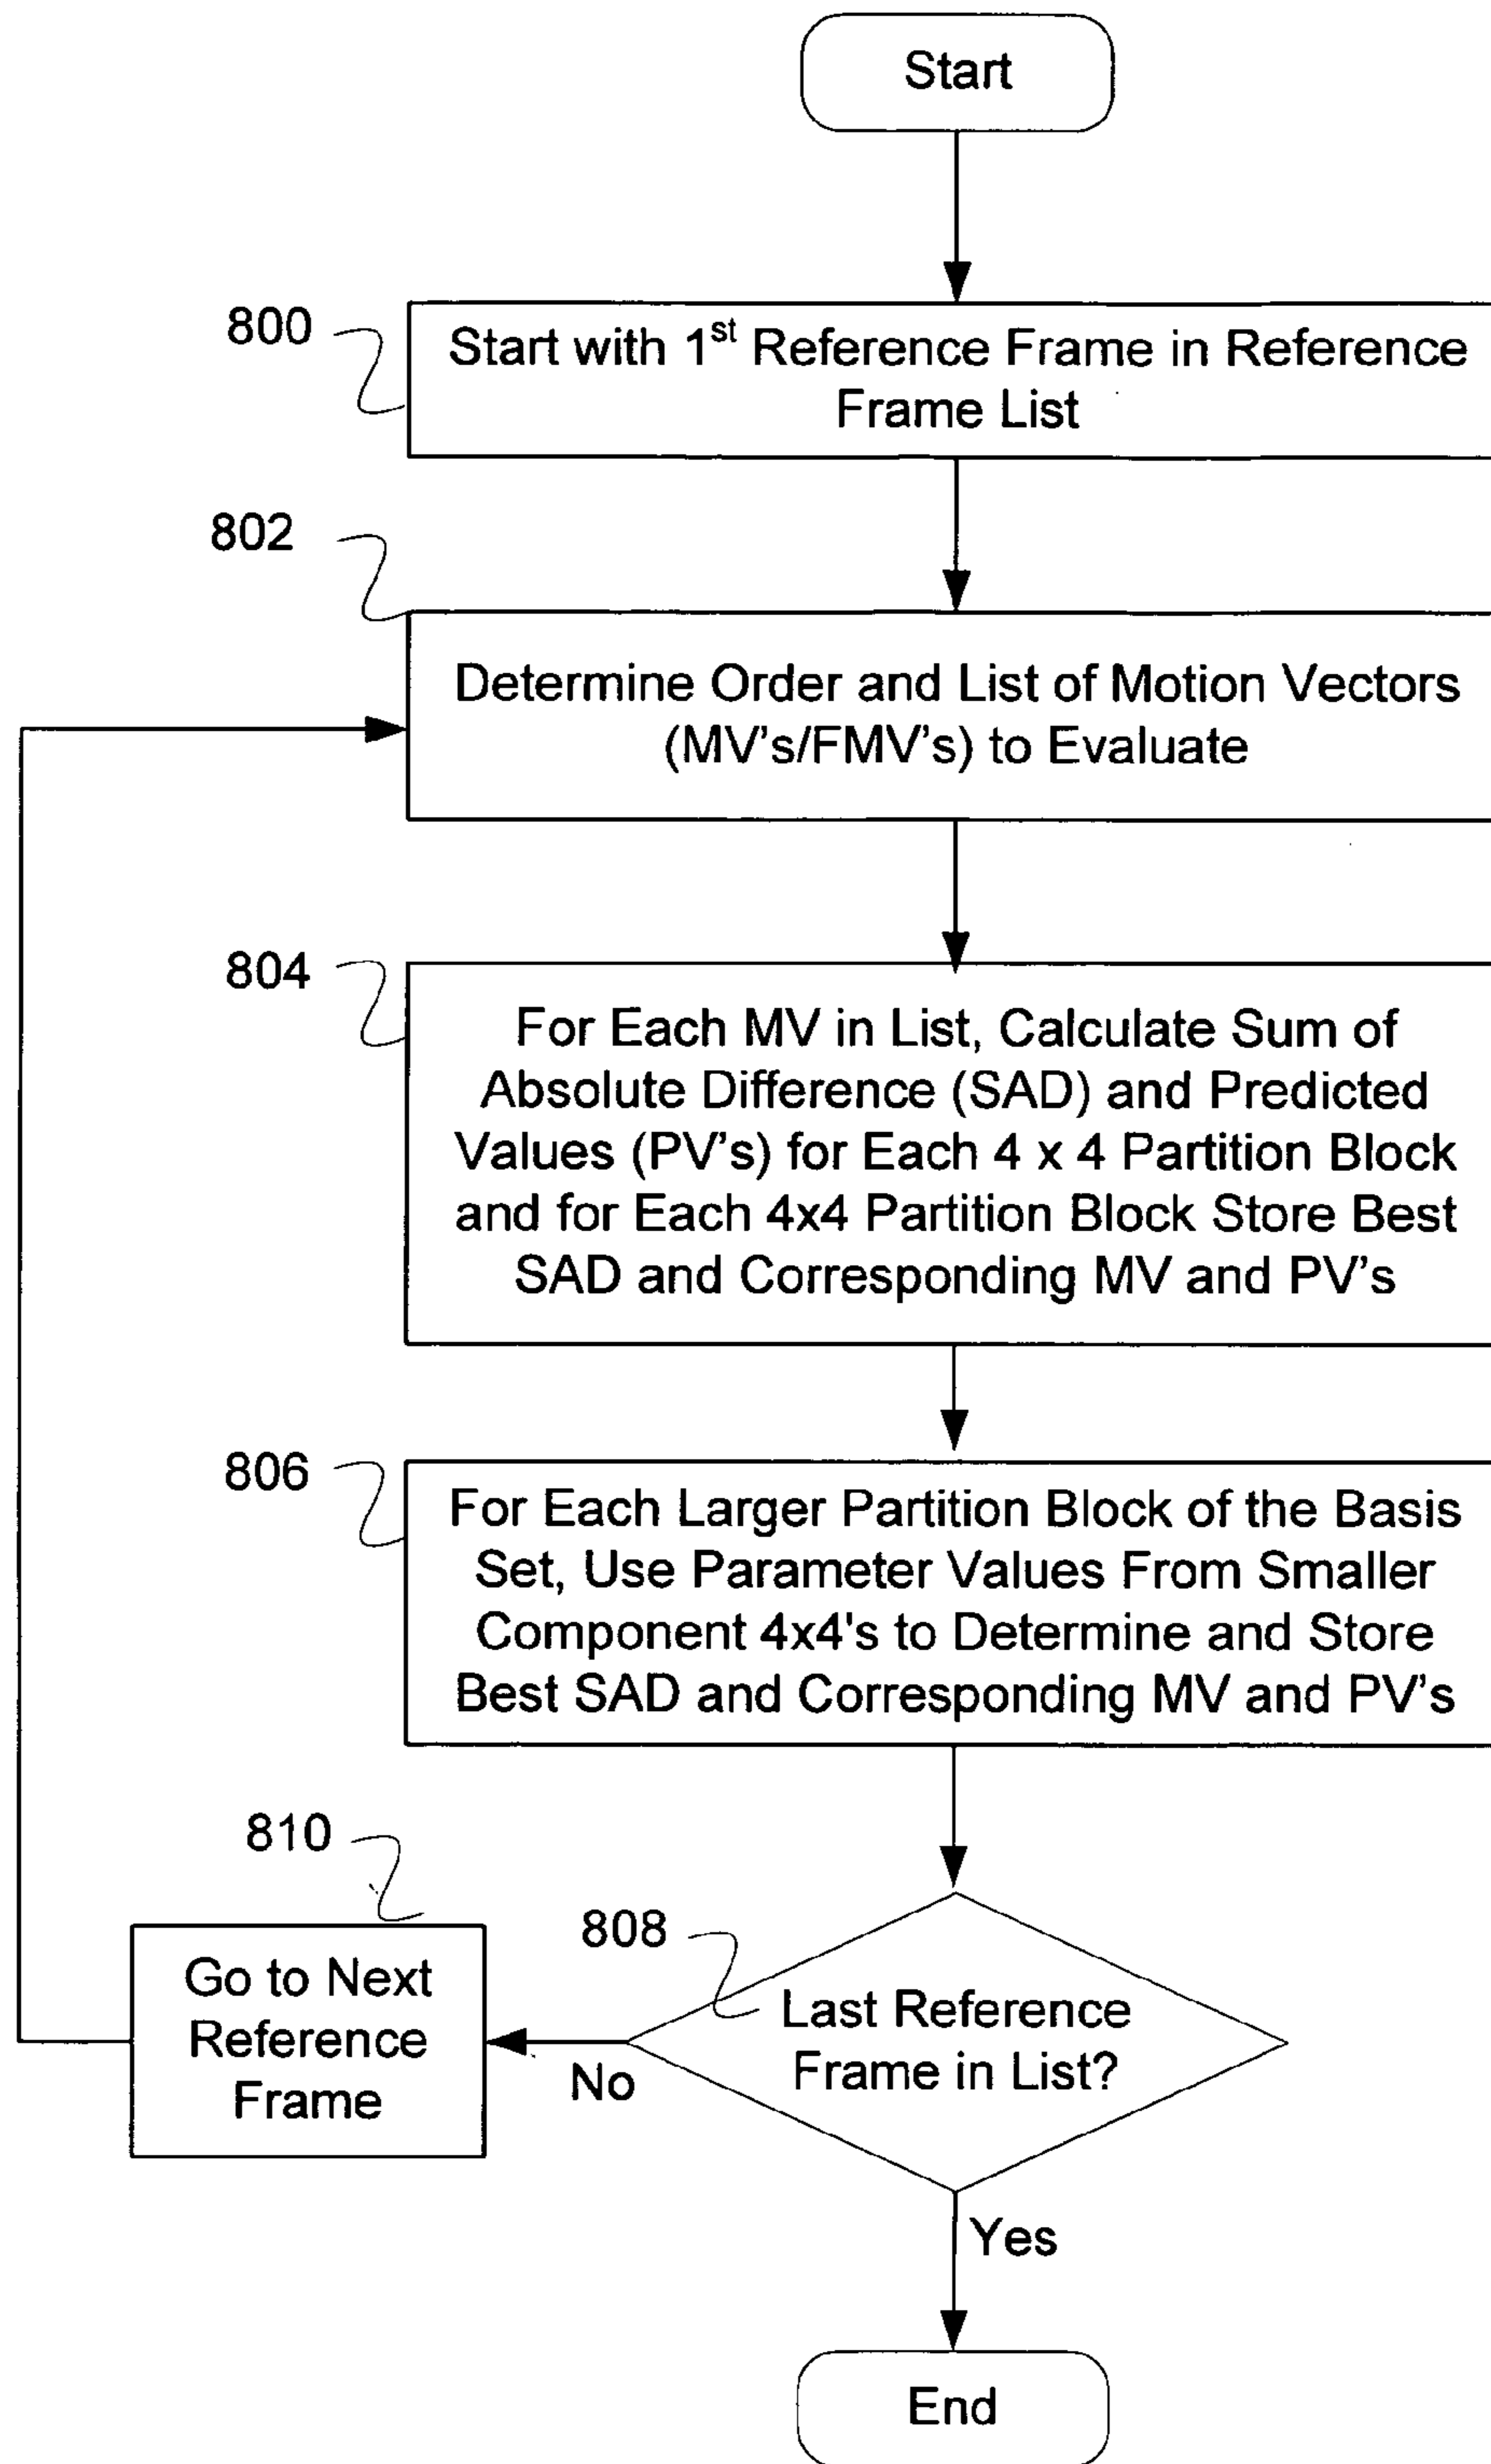 Start
800
Start with 1st Reference Frame in Reference
Frame List
802
Determine Order and List of Motion Vectors
(MV's/FMV's) to Evaluate
804
For Each MV in List, Calculate Sum of
Absolute Difference (SAD) and Predicted
Values (PV's) for Each 4 x 4 Partition Block
and for Each 4x4 Partition Block Store Best
SAD and Corresponding MV and PV's
806
For Each Larger Partition Block of the Basis
Set, Use Parameter Values From Smaller
Component 4x4's to Determine and Store
Best SAD and Corresponding MV and PV's
810
Go to Next
Reference
Frame
808
Last Reference
Frame in List?
No
Yes
End